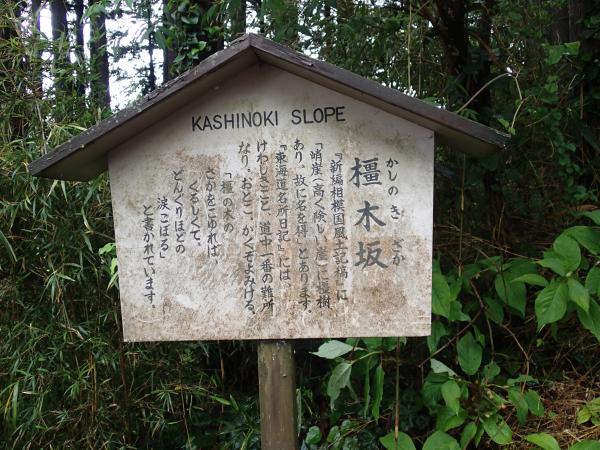 KASHINOKI SLOPE
かしのき ざか
橿木坂
『新編相模国風土記稿』に
「峭崖（高く険しい崖）に橿樹
あり、故に名を得」とあります。
『東海道名所日記』には、
けわしきこと、道中一番の難所
なり。おとこ、かくぞよみける。
「橿の木の
さかをこゆれば、
くるしくて、
どんぐりほどの
涙こぼる」
と書かれています。